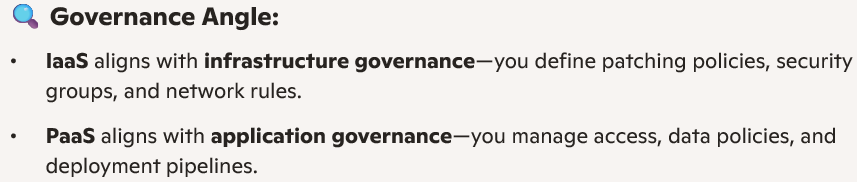 🔍 Governance Angle:
• IaaS aligns with infrastructure governance—you define patching policies, security
groups, and network rules.
• PaaS aligns with application governance—you manage access, data policies, and
deployment pipelines.